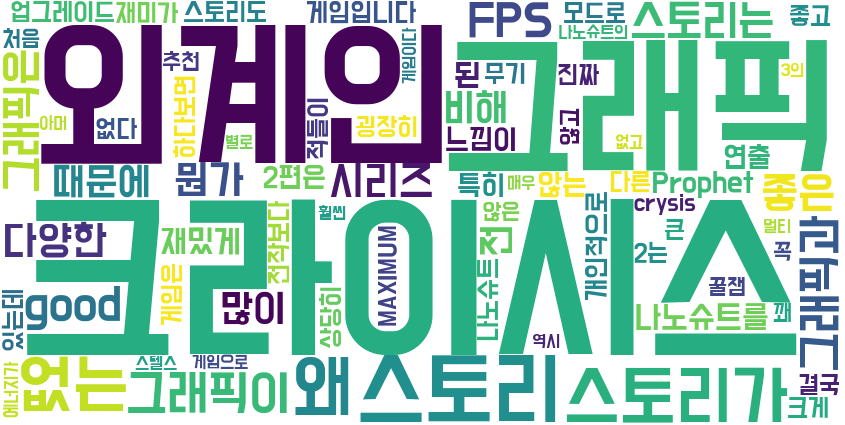 업그레이드
재미가
스토리도
게임입니다
FPS
모드로
스토리는
좋고
처음
외계인
추천
게임이다
그래픽
나노슈트의
그래픽은
하다보면
된
무기
진짜
3의
아머
없다
별로
적들이
굉장히
비해
느낌이
않고
없고
연출
때문에
뭔가
2편은
시리즈
특히
매우
않는
다른
Prophet
좋은
크라이시스
훨씬
않은
crysis
큰
멀티
다양한
재밌게
전작보다
MAXIMUM
전
개인적으로
2는
꼭
그래픽과
게임은
good
많이
상당히
나노슈트
꿀잼
나노슈트를
꽤
있는데
역시
에너지가
없는
스텔스
게임으로
그래픽이
왜
스토리
스토리가
결국
크게